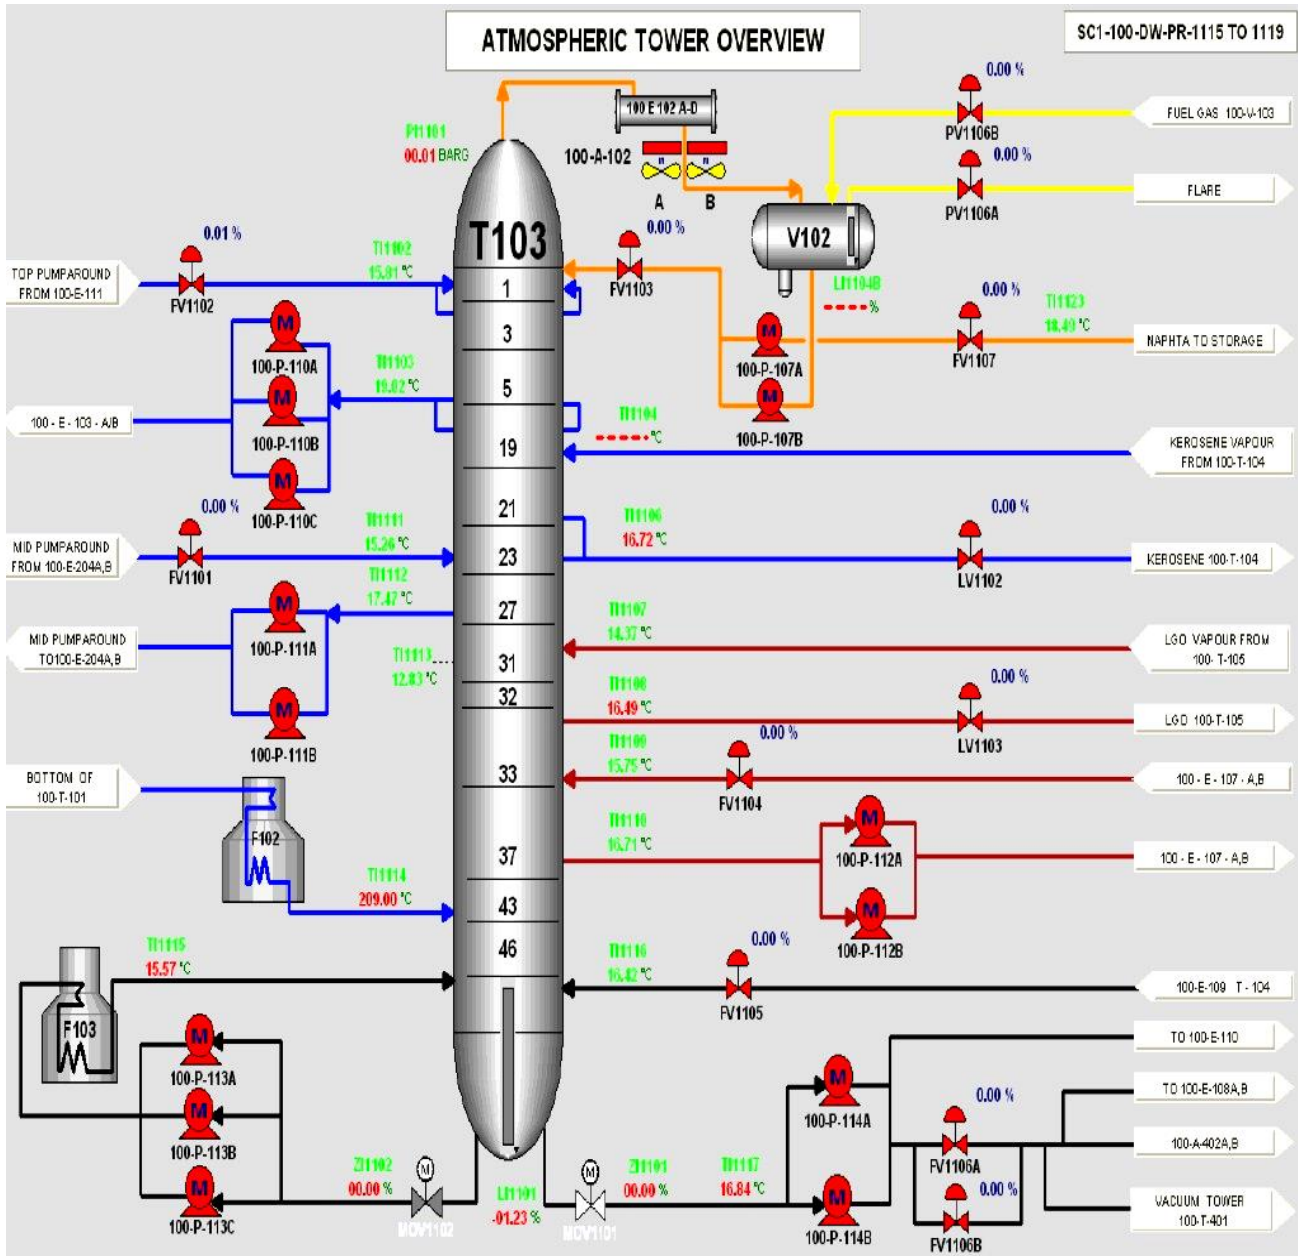 ATMOSPHERIC TOWER OVERVIEW
SC1-100-DW-PR-1115 TO 1119
0.00 %
100 E 102 A-D
FUEL GAS 100-V-103
PV1106B
PI1101
00.01 BARG
100-A-102
0.00 %
A B
FLARE
PV1106A
T103
V102
0.01 %
0.00 %
TI1102
15.81 °C
TOP PUMPAROUND
FROM 100-E-111
FV1102
FV1103
LI1104B
----- %
0.00 %
TI1123
18.49 °C
1
M
M
3
100-P-110A
100-P-107A
FV1107
NAPHTA TO STORAGE
TI1103
19.02 °C
5
M
M
100 - E - 103 - A/B
100-P-110B
100-P-107B
TI1104
----- °C
19
KEROSENE VAPOUR
FROM 100-T-104
M
100-P-110C
0.00 %
0.00 %
21
TI1111
15.26 °C
TI1106
16.72 °C
MID PUMPAROUND
FROM 100-E-204A,B
FV1101
23
LV1102
KEROSENE 100-T-104
TI1112
17.47 °C
M
27
TI1107
14.37 °C
MID PUMPAROUND
TO100-E-204A,B
100-P-111A
LGO VAPOUR FROM
100- T-105
TI1113
12.83 °C
31
32
TI1108
16.49 °C
0.00 %
M
100-P-111B
LV1103
LGO 100-T-105
0.00 %
TI1109
15.75 °C
BOTTOM OF
100-T-101
33
FV1104
100 - E - 107 - A,B
F102
TI1110
16.71 °C
M
37
100-P-112A
100 - E - 107 - A,B
TI1114
209.00 °C
43
M
100-P-112B
46
TI1115
15.57 °C
TI1116
16.42 °C
0.00 %
FV1105
100-E-109 T - 104
F103
M
100-P-113A
TO 100-E-110
M
100-P-114A
TO 100-E-108A,B
0.00 %
M
100-P-113B
FV1106A
100-A-402A,B
ZI1102
00.00 %
M
MOV1102
LI1101
-01.23 %
M
MOV1101
ZI1101
00.00 %
TI1117
16.84 °C
0.00 %
M
100-P-113C
M
100-P-114B
FV1106B
VACUUM TOWER
100-T-401